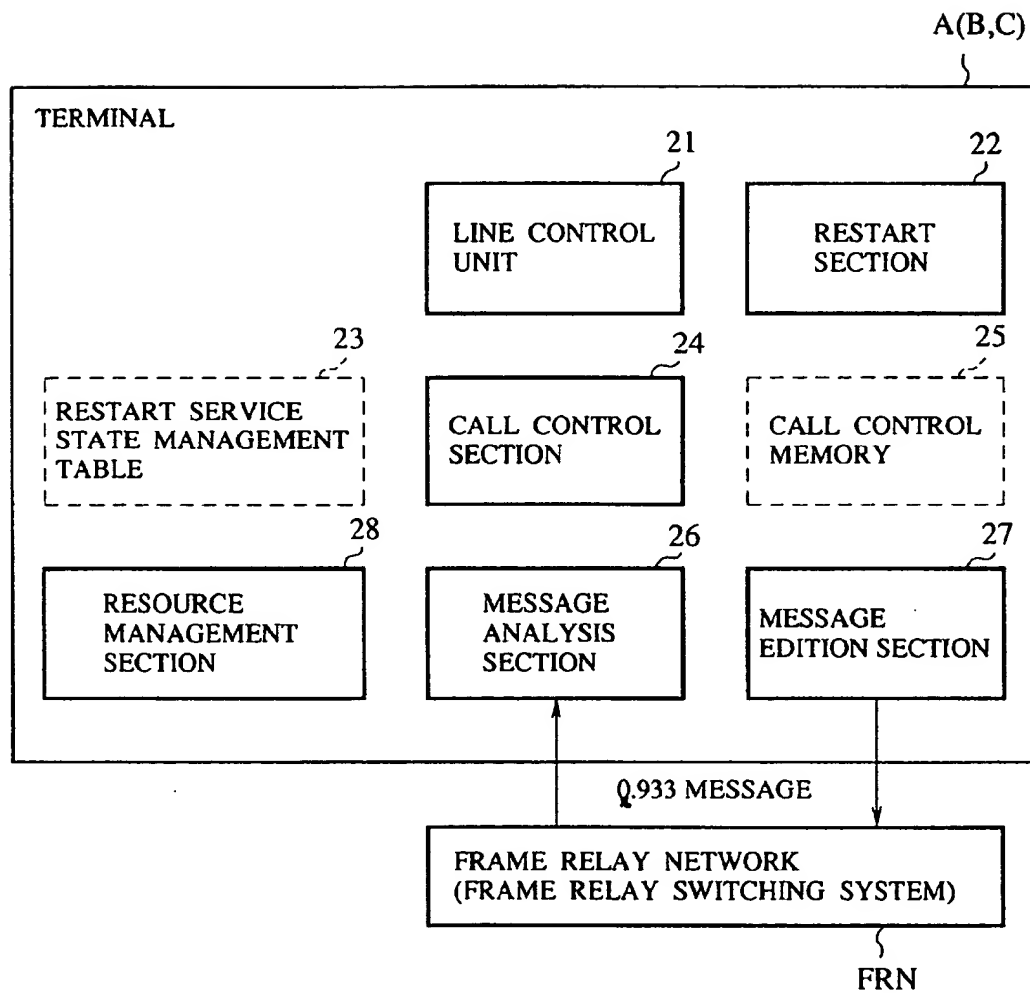 A(B,C)
TERMINAL
21
LINE CONTROL
UNIT
22
RESTART
SECTION
23
RESTART SERVICE
STATE MANAGEMENT
TABLE
24
CALL CONTROL
SECTION
25
CALL CONTROL
MEMORY
28
RESOURCE
MANAGEMENT
SECTION
26
MESSAGE
ANALYSIS
SECTION
27
MESSAGE
EDITION SECTION
Q.933 MESSAGE
FRAME RELAY NETWORK
(FRAME RELAY SWITCHING SYSTEM)
FRN